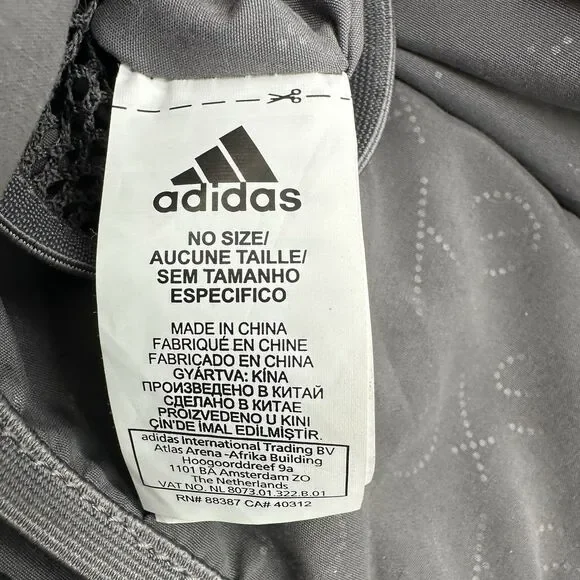 adidas
NO SIZE/
AUCUNE TAILLE/
SEM TAMANHO
ESPECIFICO
MADE IN CHINA
FABRIQUÉ EN CHINE
FABRICADO EN CHINA
GYÁRTVA: KÍNA
ПРОИЗВЕДЕНО В КИТАЙ
СДЕЛАНО В КИТАЕ
PROIZVEDENO U KINI
ÇIN'DE IMAL EDİLMİŞTİR.
adidas International Trading BV
Atlas Arena -Afrika Building
Hoogoorddreef 9a
1101 BA Amsterdam ZO
The Netherlands
VAT NO. NL 8073.01.322.B.01
RN# 88387 CA# 40312